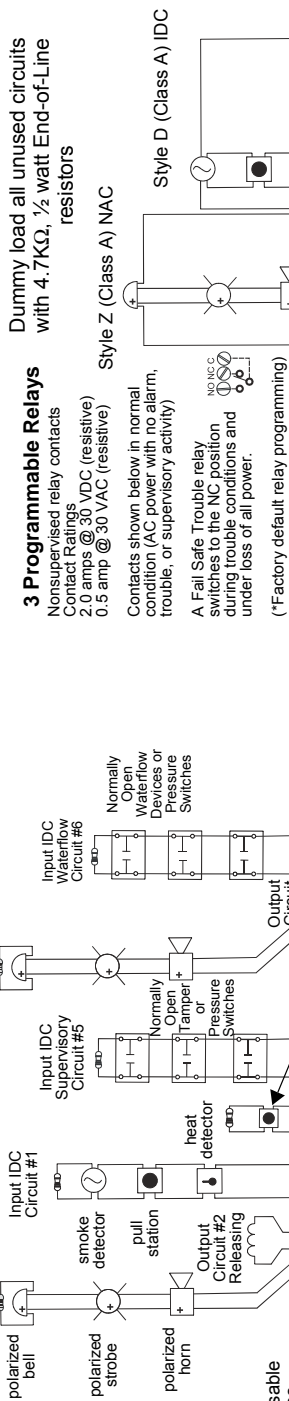 Dummy load all unused circuits
with 4.7KΩ, ½ watt End-of-Line
resistors
3 Programmable Relays
Nonsupervised relay contacts
Contact Ratings
2.0 amps @ 30 VDC (resistive)
0.5 amp @ 30 VAC (resistive)
Contacts shown below in normal
condition (AC power with no alarm,
trouble, or supervisory activity)
A Fail Safe Trouble relay
switches to the NC position
during trouble conditions and
under loss of all power.
(*Factory default relay programming)
NO NC C
Style Z (Class A) NAC
Style D (Class A) IDC
polarized
bell
polarized
strobe
polarized
horn
Input IDC
Circuit #1
smoke
detector
pull
station
Output
Circuit #2
Releasing
heat
detector
Input IDC
Supervisory
Circuit #5
Normally
Open
Tamper
or
Pressure
Switches
Input IDC
Waterflow
Circuit #6
Normally
Open
Waterflow
Devices or
Pressure
Switches
Output